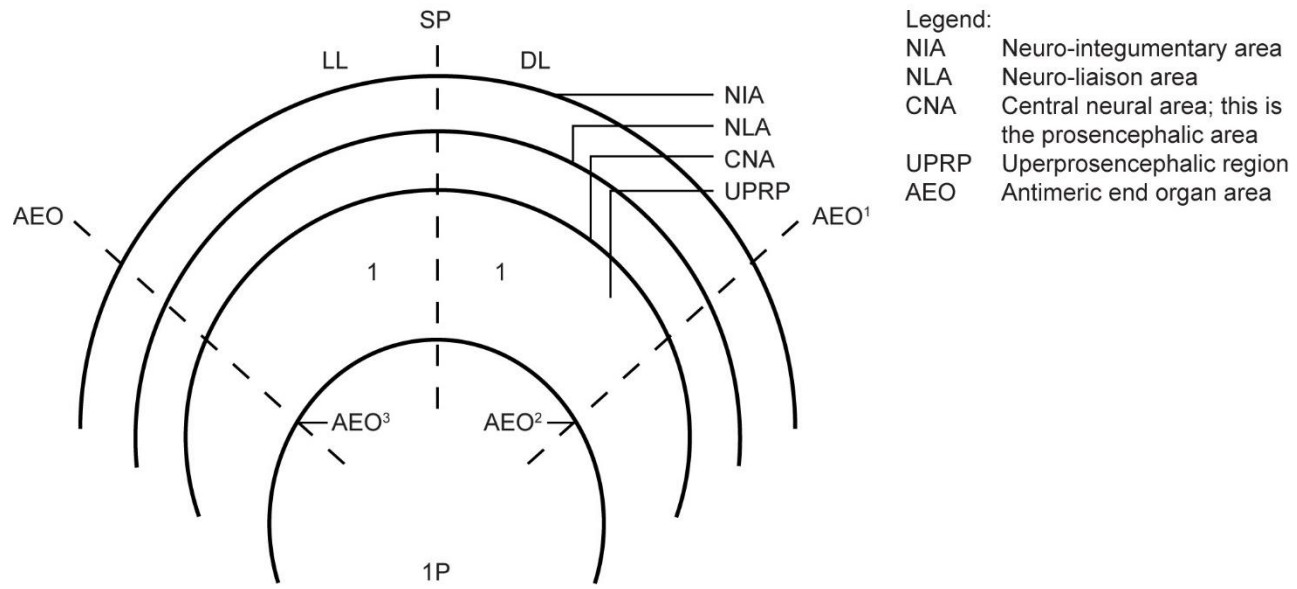 SP
LL DL
NIA
NLA
CNA
UPRP
AEO AEO¹
1 1
AEO³ AEO²
1P
Legend:
NIA Neuro-integumentary area
NLA Neuro-liaison area
CNA Central neural area; this is
the prosencephalic area
UPRP Uperprosencephalic region
AEO Antimeric end organ area